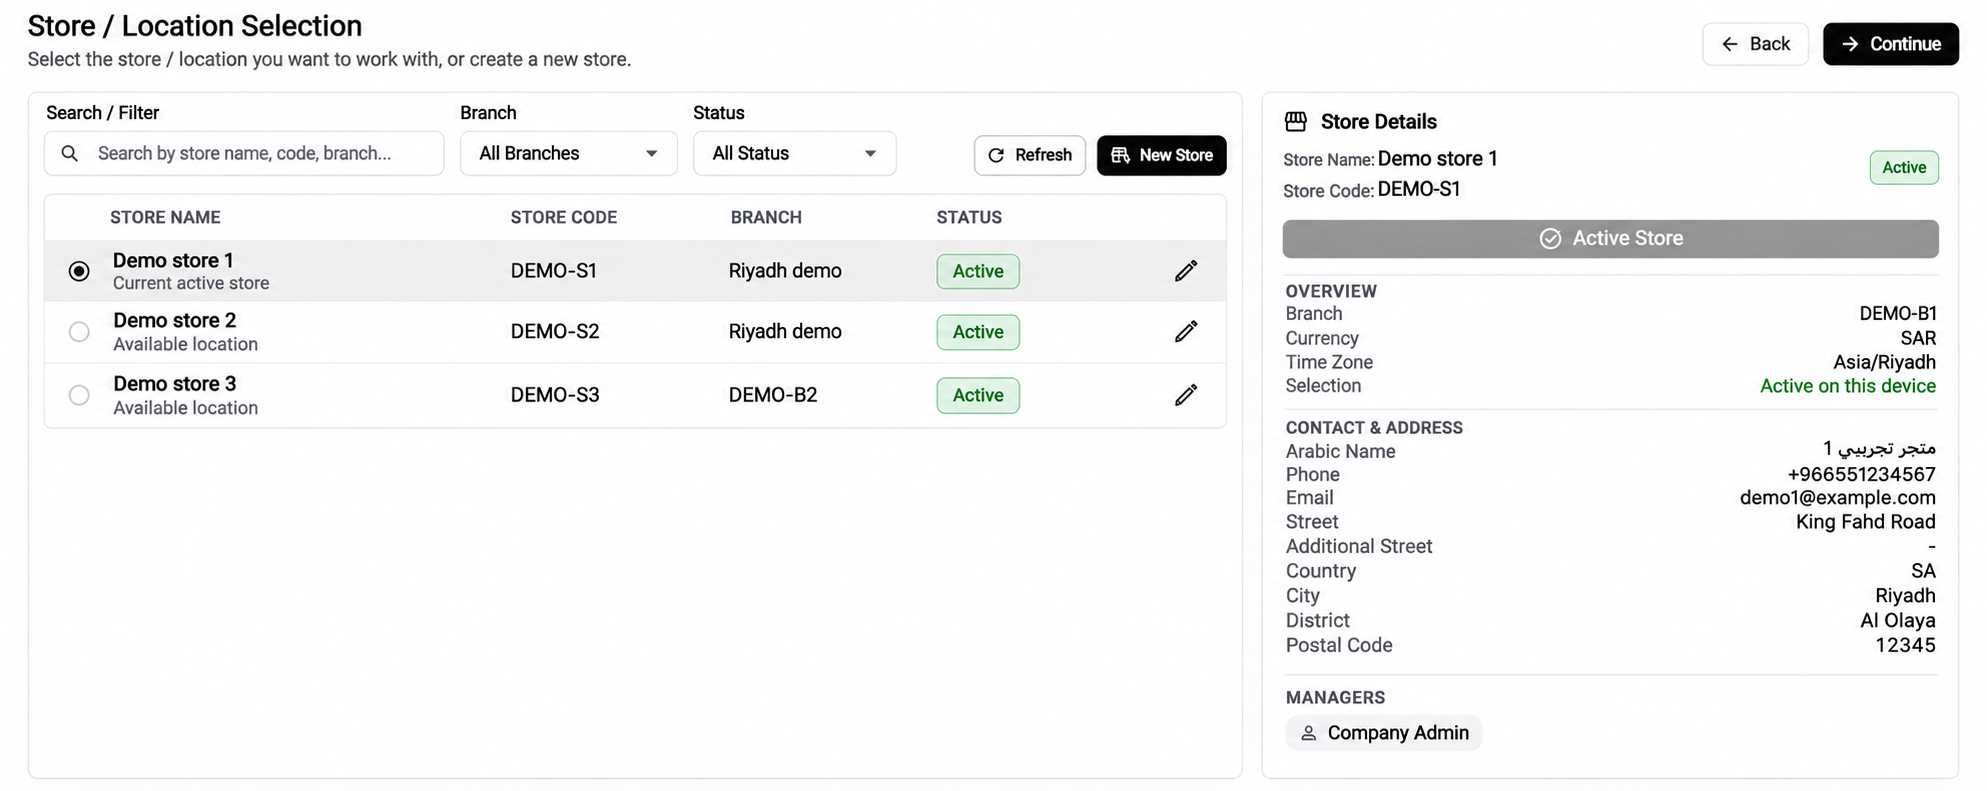 Store / Location Selection
Select the store / location you want to work with, or create a new store.
Back
Continue
Search / Filter
Branch
Status
Search by store name, code, branch...
All Branches
All Status
Refresh
New Store
STORE NAME STORE CODE BRANCH STATUS
Demo store 1
Current active store
DEMO-S1 Riyadh demo Active
Demo store 2
Available location
DEMO-S2 Riyadh demo Active
Demo store 3
Available location
DEMO-S3 DEMO-B2 Active
Store Details
Store Name: Demo store 1
Active
Store Code: DEMO-S1
Active Store
OVERVIEW
Branch DEMO-B1
Currency SAR
Time Zone Asia/Riyadh
Selection Active on this device
CONTACT & ADDRESS
Arabic Name متجر تجريبي 1
Phone +966551234567
Email demo1@example.com
Street King Fahd Road
Additional Street -
Country SA
City Riyadh
District Al Olaya
Postal Code 12345
MANAGERS
Company Admin